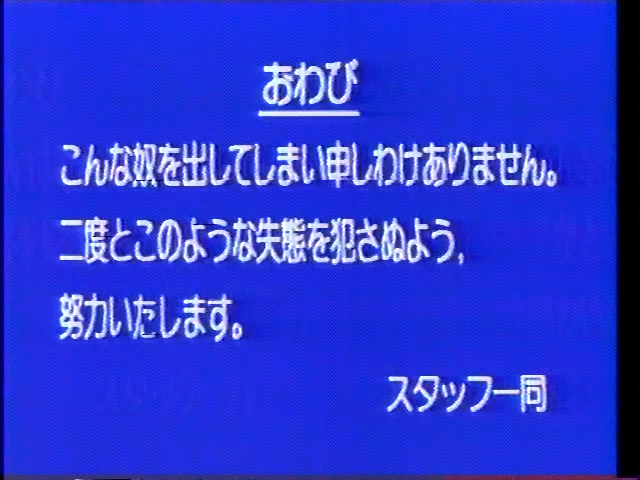 おわび
こんな奴を出してしまい申しわけありません。
二度とこのような失態を犯さぬよう,
努力いたします。
スタッフ一同